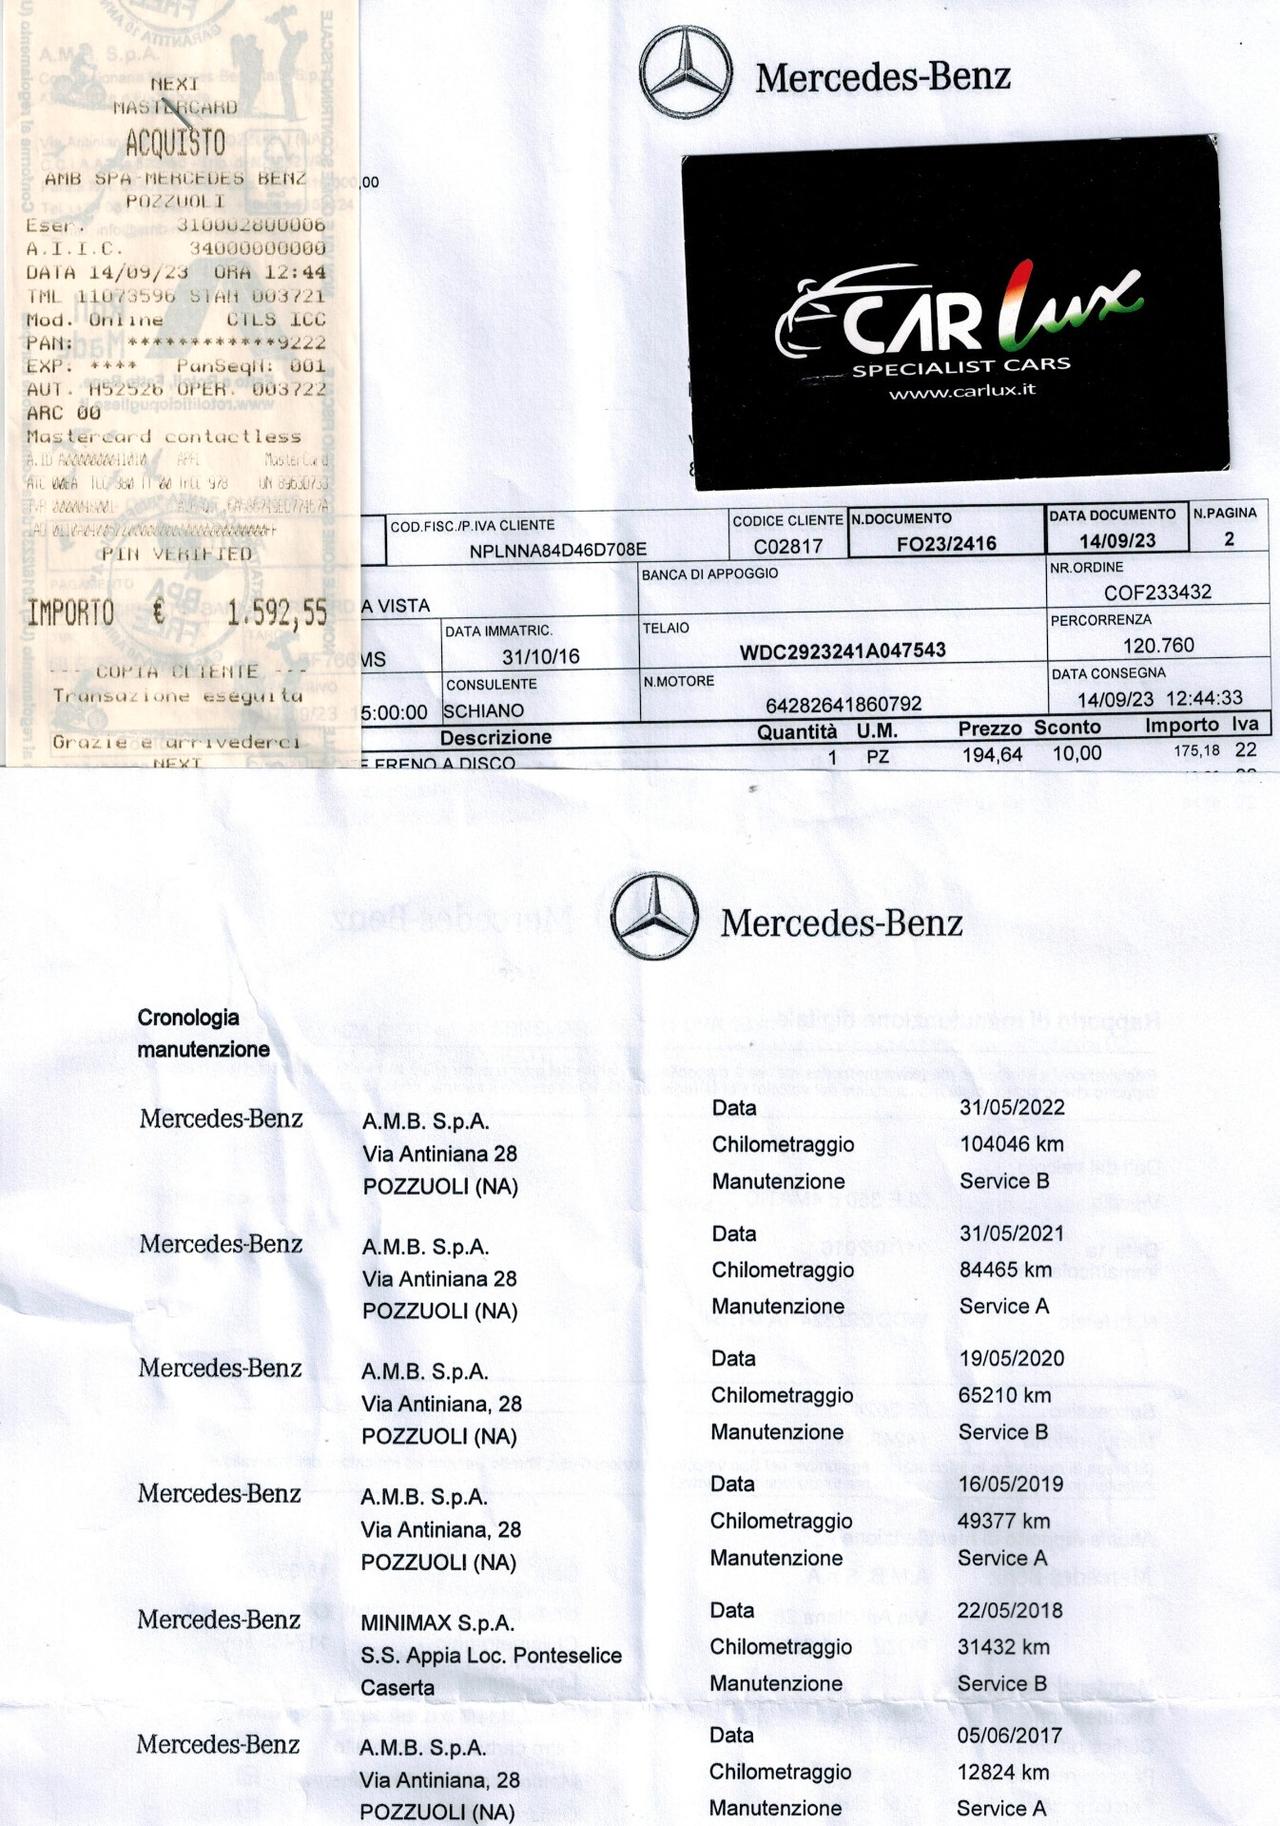 NEXI
MASTERCARD
ACQUISTO
AMB SPA-MERCEDES BENZ
POZZUOLI
Eser. 310002800006
A.I.I.C. 34000000000
DATA 14/09/23 ORA 12:44
TML 11073596 STAN 003721
Mod. Online CTLS ICC
PAN: ***********9222
EXP. **** PanSeqN: 001
AUT. H52526 OPER. 003722
ARC 00
Mastercard contactless
PIN VERIFIED
IMPORTO € 1.592,55
--- COPIA CLIENTE ---
Transazione eseguita
Grazie e arrivederci
NEXI
Mercedes-Benz
,00
CAR lux
SPECIALIST CARS
www.carlux.it
COD.FISC./P.IVA CLIENTE
NPLNNA84D46D708E
CODICE CLIENTE
C02817
N.DOCUMENTO
FO23/2416
DATA DOCUMENTO
14/09/23
N.PAGINA
2
A VISTA
BANCA DI APPOGGIO
NR.ORDINE
COF233432
MS
DATA IMMATRIC.
31/10/16
TELAIO
WDC2923241A047543
PERCORRENZA
120.760
5:00:00
CONSULENTE
SCHIANO
N.MOTORE
64282641860792
DATA CONSEGNA
14/09/23 12:44:33
Descrizione Quantità U.M. Prezzo Sconto Importo Iva
FRENO A DISCO 1 PZ 194,64 10,00 175,18 22
Mercedes-Benz
Cronologia
manutenzione
Mercedes-Benz
A.M.B. S.p.A.
Via Antiniana 28
POZZUOLI (NA)
Data 31/05/2022
Chilometraggio 104046 km
Manutenzione Service B
Mercedes-Benz
A.M.B. S.p.A.
Via Antiniana 28
POZZUOLI (NA)
Data 31/05/2021
Chilometraggio 84465 km
Manutenzione Service A
Mercedes-Benz
A.M.B. S.p.A.
Via Antiniana, 28
POZZUOLI (NA)
Data 19/05/2020
Chilometraggio 65210 km
Manutenzione Service B
Mercedes-Benz
A.M.B. S.p.A.
Via Antiniana, 28
POZZUOLI (NA)
Data 16/05/2019
Chilometraggio 49377 km
Manutenzione Service A
Mercedes-Benz
MINIMAX S.p.A.
S.S. Appia Loc. Ponteselice
Caserta
Data 22/05/2018
Chilometraggio 31432 km
Manutenzione Service B
Mercedes-Benz
A.M.B. S.p.A.
Via Antiniana, 28
POZZUOLI (NA)
Data 05/06/2017
Chilometraggio 12824 km
Manutenzione Service A